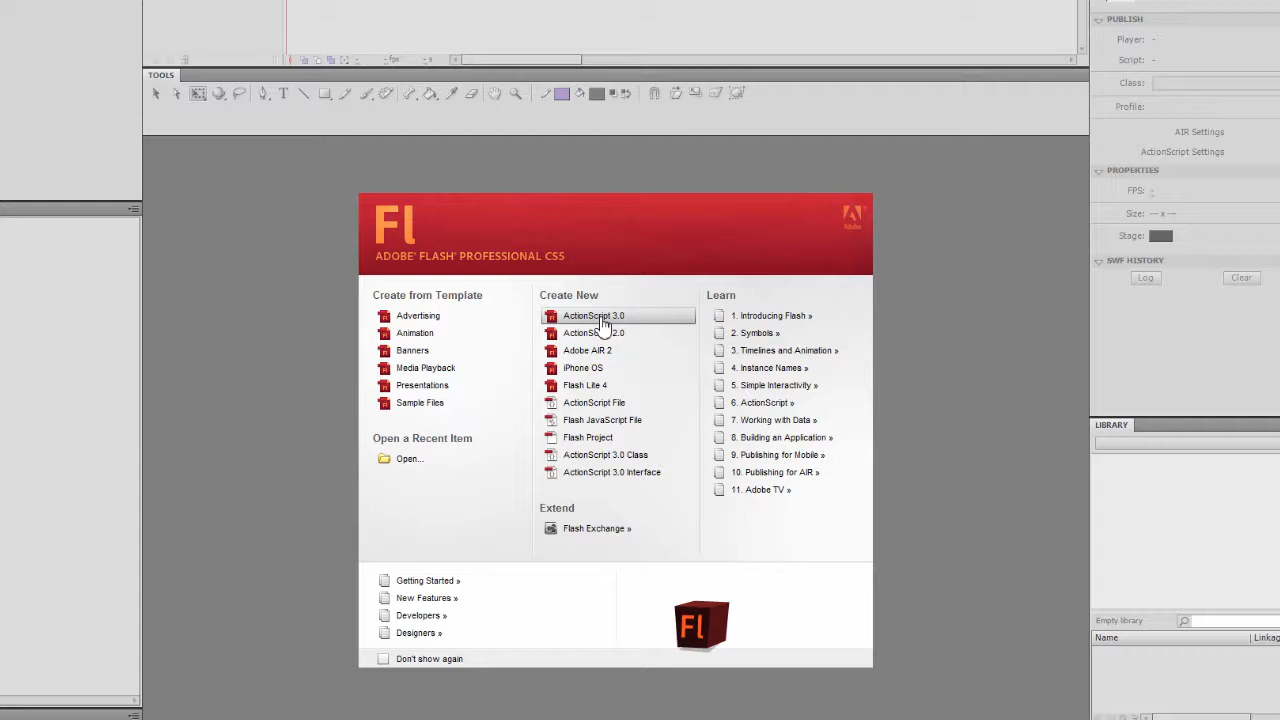 PUBLISH
Player: -
Script: -
Class:
Profile:
AIR Settings
ActionScript Settings
PROPERTIES
FPS:
Size: -- x --
Stage:
SWF HISTORY
Log
Clear
fps
s
TOOLS
Fl
Adobe
ADOBE® FLASH® PROFESSIONAL CS5
Create from Template
Advertising
Animation
Banners
Media Playback
Presentations
Sample Files
Open a Recent Item
Open...
Create New
ActionScript 3.0
ActionScript 2.0
Adobe AIR 2
iPhone OS
Flash Lite 4
ActionScript File
Flash JavaScript File
Flash Project
ActionScript 3.0 Class
ActionScript 3.0 Interface
Extend
Flash Exchange »
Learn
1. Introducing Flash »
2. Symbols »
3. Timelines and Animation »
4. Instance Names »
5. Simple Interactivity »
6. ActionScript »
7. Working with Data »
8. Building an Application »
9. Publishing for Mobile »
10. Publishing for AIR »
11. Adobe TV »
Getting Started »
New Features »
Developers »
Designers »
Fl
Don't show again
LIBRARY
Empty library
Name
Linkag